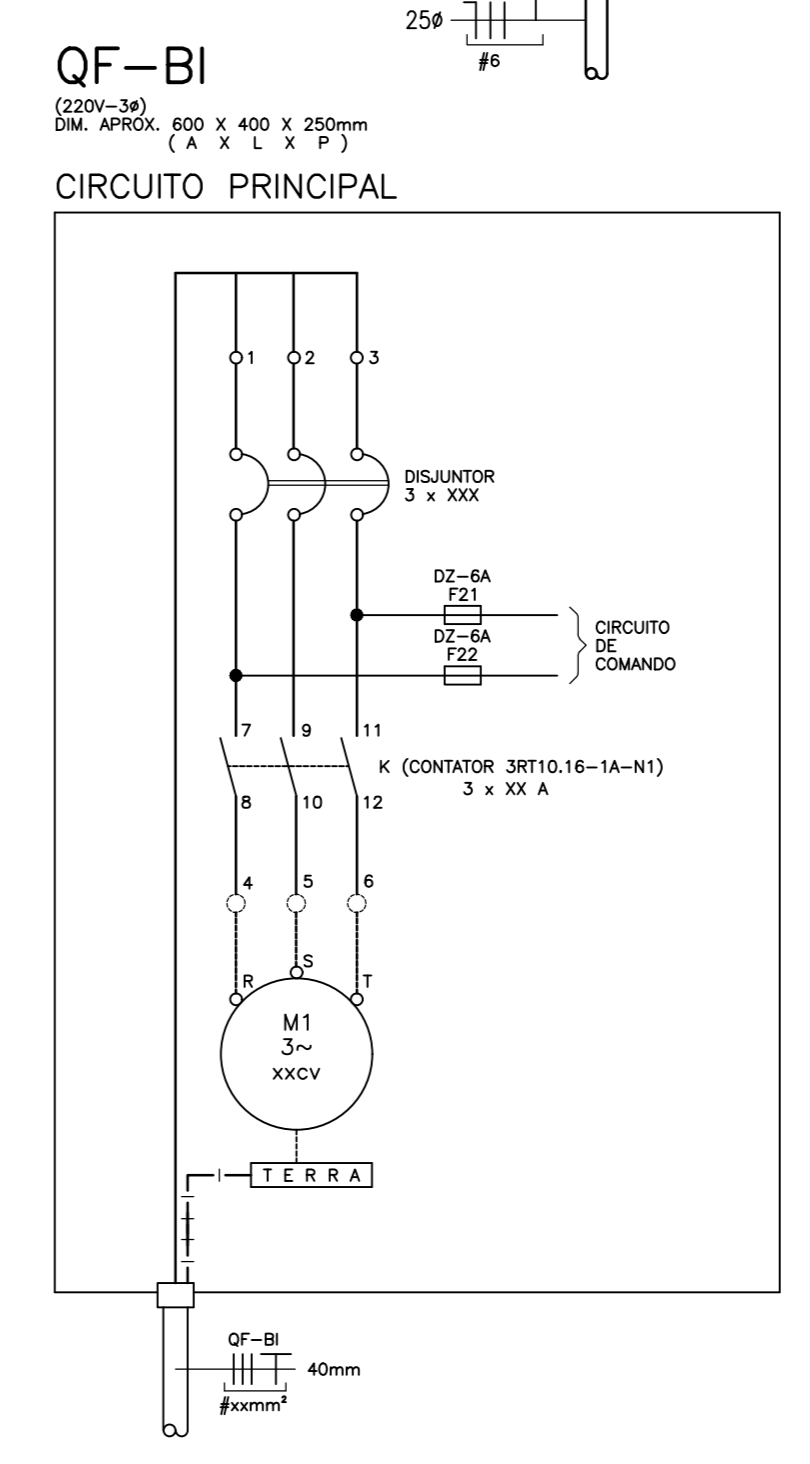 25ø
#6
QF-BI
(220V-3ø)
DIM. APROX. 600 X 400 X 250mm
( A X L X P )
CIRCUITO PRINCIPAL
1 2 3
DISJUNTOR
3 x XXX
DZ-6A
F21
DZ-6A
F22
CIRCUITO
DE
COMANDO
7 9 11
K (CONTATOR 3RT10.16-1A-N1)
3 x XX A
8 10 12
4 5 6
R S T
M1
3~
XXCV
TERRA
QF-BI
40mm
#xxmm²